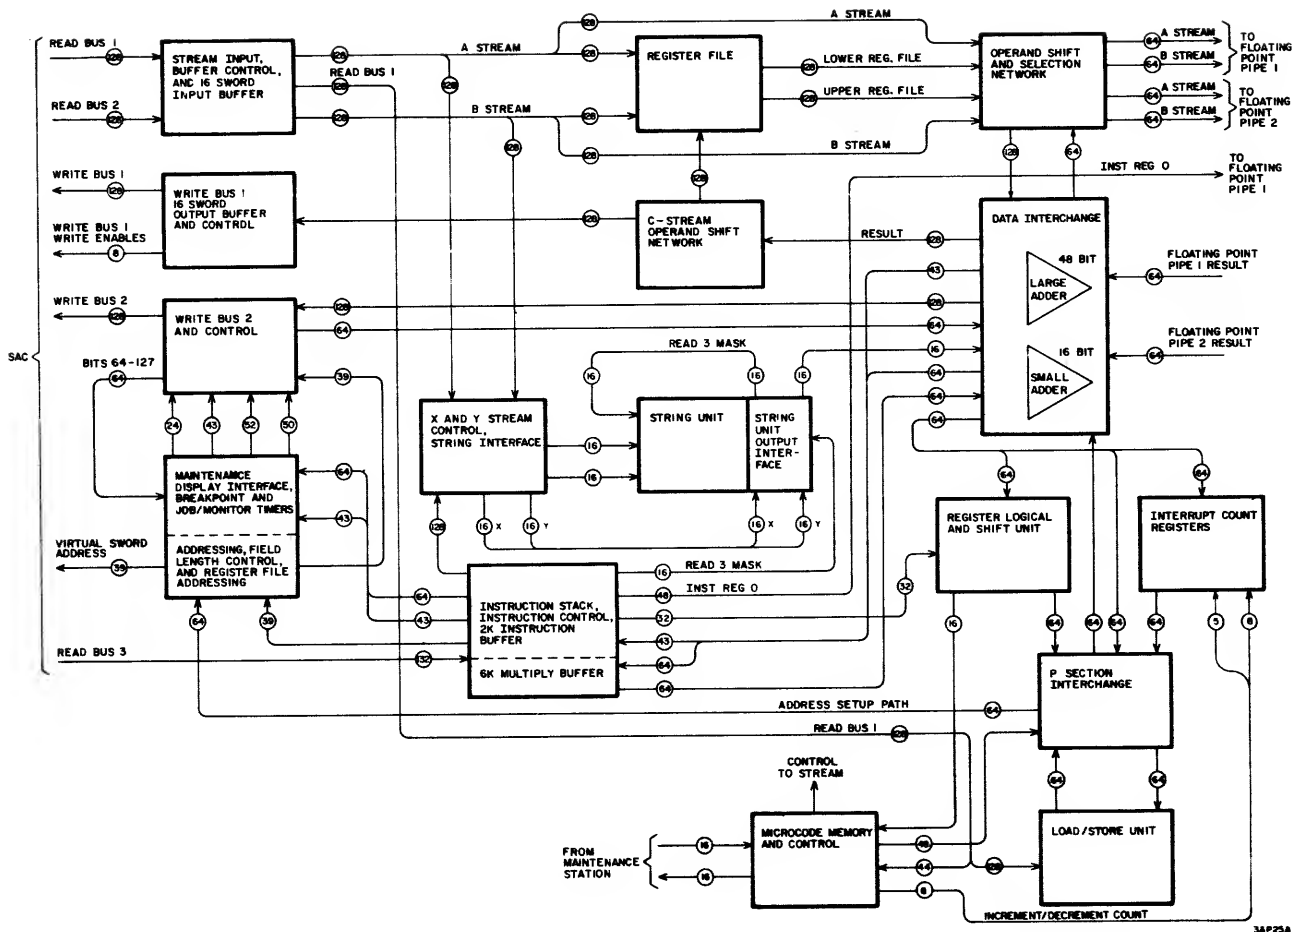 READ BUS 1
128
READ BUS 2
128
STREAM INPUT,
BUFFER CONTROL,
AND 16 SWORD
INPUT BUFFER
128
READ BUS 1
128
128
A STREAM
128
B STREAM
128
A STREAM
128
128
128
128
B STREAM
REGISTER FILE
128
LOWER REG. FILE
128
UPPER REG. FILE
OPERAND SHIFT
AND SELECTION
NETWORK
A STREAM
64
B STREAM
64
TO
FLOATING
POINT
PIPE 1
A STREAM
64
B STREAM
64
TO
FLOATING
POINT
PIPE 2
128
64
INST REG 0
TO
FLOATING
POINT
PIPE 1
WRITE BUS 1
128
WRITE BUS 1
WRITE ENABLES
8
WRITE BUS 1
16 SWORD
OUTPUT BUFFER
AND CONTROL
128
128
C-STREAM
OPERAND SHIFT
NETWORK
RESULT
128
43
128
64
16
64
64
64
DATA INTERCHANGE
48 BIT
LARGE
ADDER
16 BIT
SMALL
ADDER
FLOATING POINT
PIPE 1 RESULT
64
FLOATING POINT
PIPE 2 RESULT
64
SAC
WRITE BUS 2
128
WRITE BUS 2
AND CONTROL
128
64
39
BITS 64-127
64
24
43
52
50
MAINTENANCE
DISPLAY INTERFACE,
BREAKPOINT AND
JOB/MONITOR TIMERS
ADDRESSING, FIELD
LENGTH CONTROL,
AND REGISTER FILE
ADDRESSING
64
43
VIRTUAL SWORD
ADDRESS
39
64
39
READ 3 MASK
16
16
16
X AND Y STREAM
CONTROL,
STRING INTERFACE
16
16
STRING UNIT
STRING
UNIT
OUTPUT
INTER-
FACE
128
16 X
16 Y
16 X
16 Y
READ 3 MASK
16
INST REG 0
48
32
43
64
64
64
43
INSTRUCTION STACK,
INSTRUCTION CONTROL,
2K INSTRUCTION
BUFFER
6K MULTIPLY BUFFER
READ BUS 3
132
32
16
64
64
REGISTER LOGICAL
AND SHIFT UNIT
INTERRUPT COUNT
REGISTERS
64
64
64
64
5
8
P SECTION
INTERCHANGE
ADDRESS SETUP PATH
64
READ BUS 1
128
64
64
LOAD/STORE UNIT
CONTROL
TO STREAM
MICROCODE MEMORY
AND CONTROL
48
44
128
8
FROM
MAINTENANCE
STATION
16
16
INCREMENT/DECREMENT COUNT
3AP25A